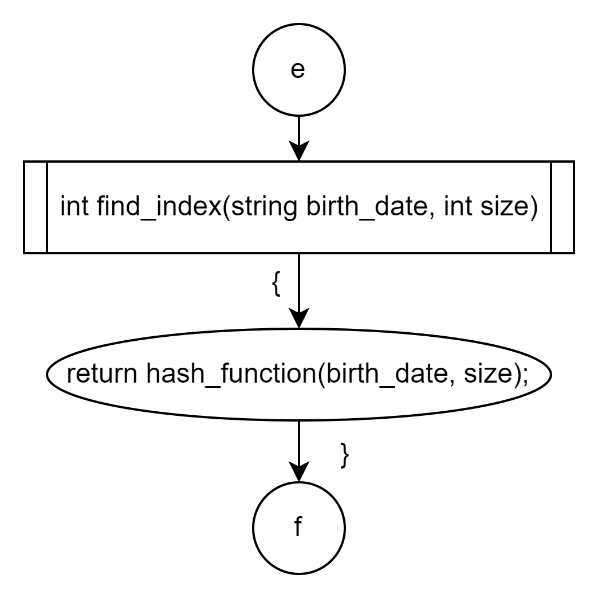 e
int find_index(string birth_date, int size)
{
return hash_function(birth_date, size);
}
f